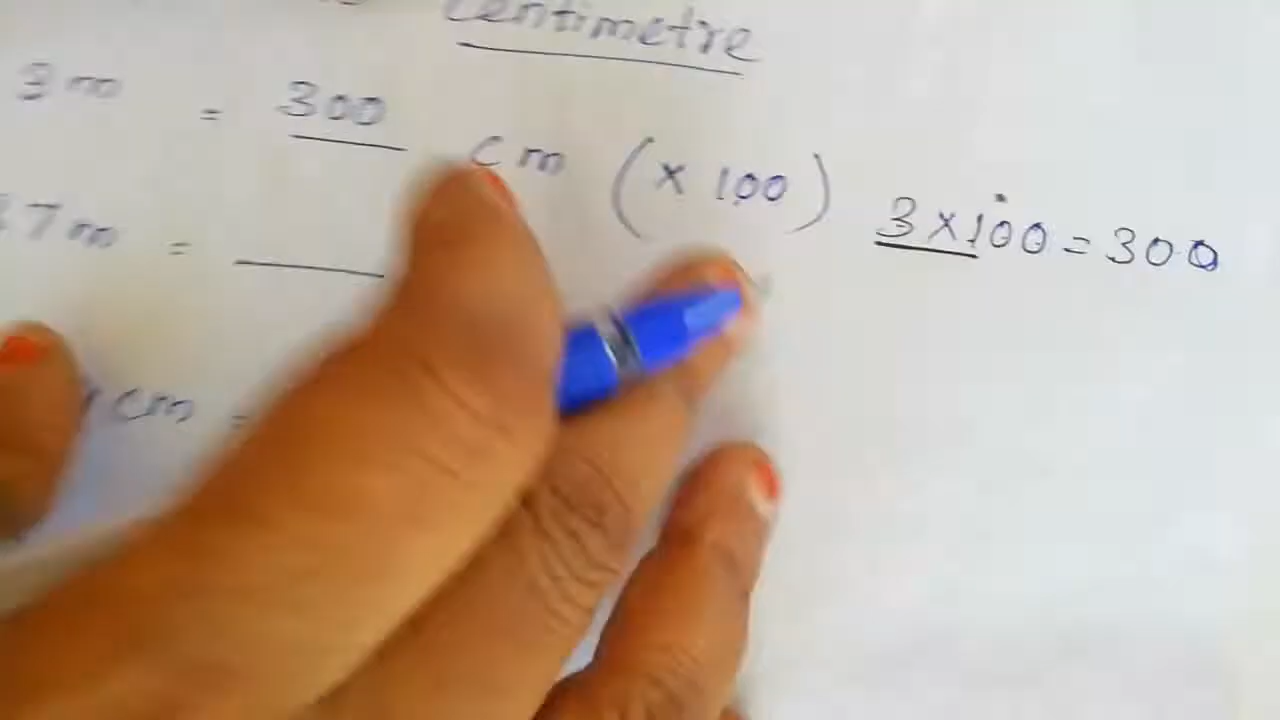 centimetre
3 m = 300 cm (× 100) 3×100=300
7 m =
cm =